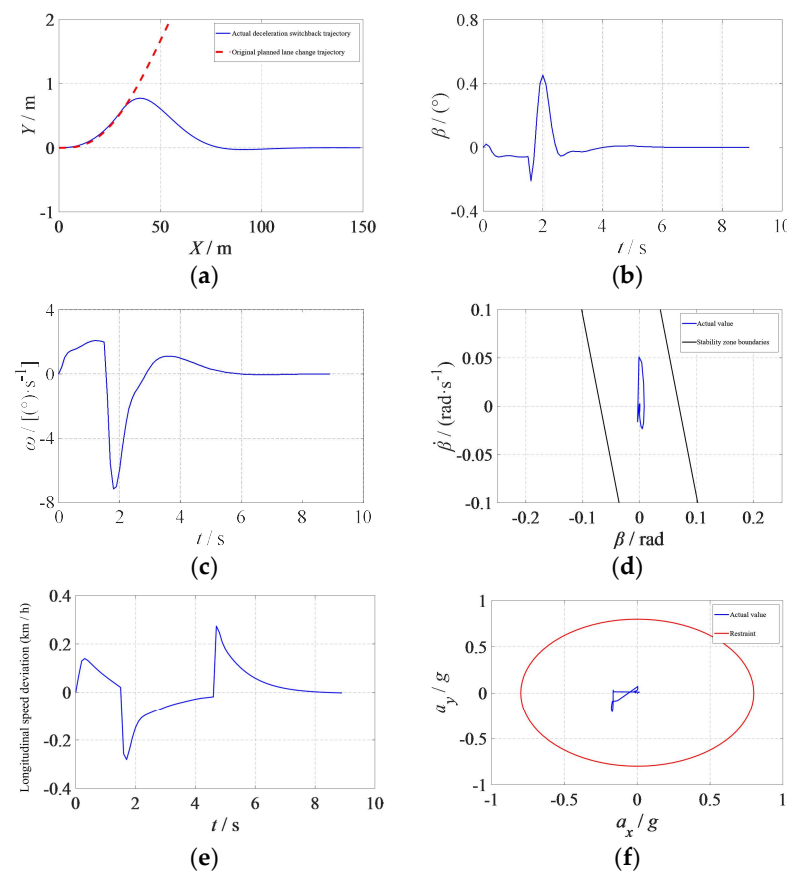 2
1
0
-1
0
50
100
150
Y / m
X / m
Actual deceleration switchback trajectory
Original planned lane change trajectory
(a)
0.8
0.4
0
-0.4
0
2
4
6
8
10
β / (°)
t / s
(b)
4
0
-4
-8
0
2
4
6
8
10
ω / [(°)·s⁻¹]
t / s
(c)
0.1
0.05
0
-0.05
-0.1
-0.2
-0.1
0
0.1
0.2
β̇ / (rad·s⁻¹)
β / rad
Actual value
Stability zone boundaries
(d)
0.4
0.2
0
-0.2
-0.4
0
2
4
6
8
10
Longitudinal speed deviation (km / h)
t / s
(e)
1
0.5
0
-0.5
-1
-1
-0.5
0
0.5
1
a_y / g
a_x / g
Actual value
Restraint
(f)